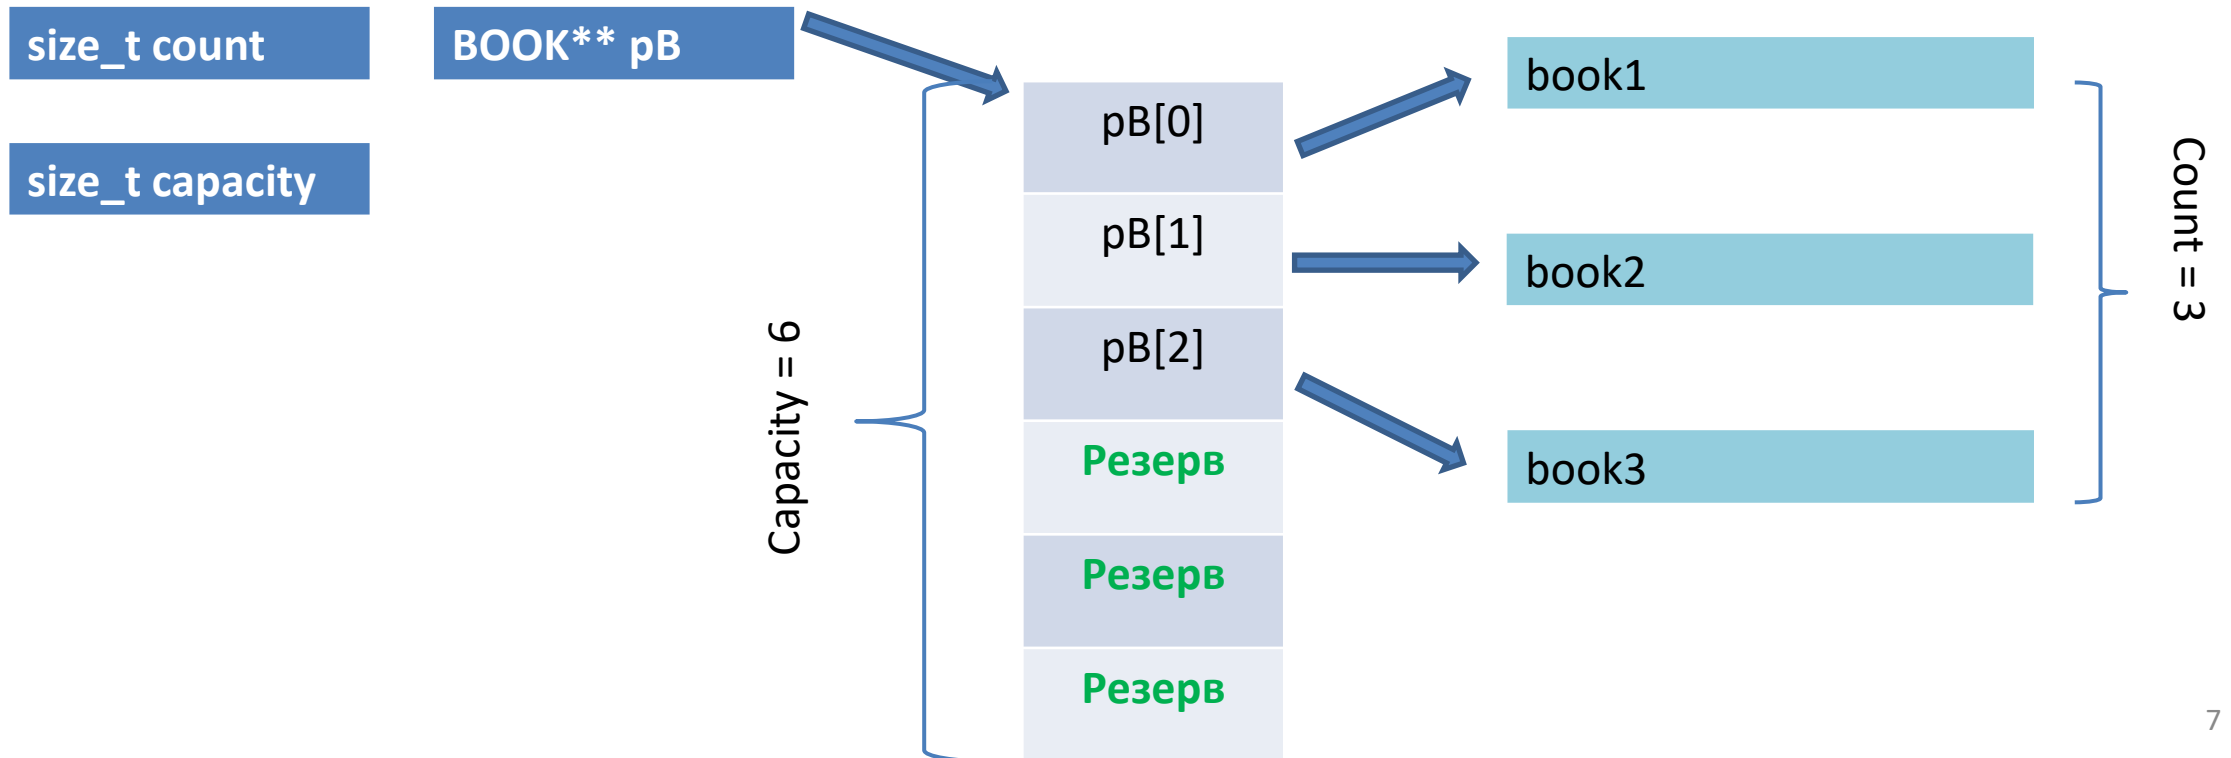 size_t count
BOOK** pB
size_t capacity
Capacity = 6
pB[0]
pB[1]
pB[2]
Резерв
Резерв
Резерв
book1
book2
book3
Count = 3
7